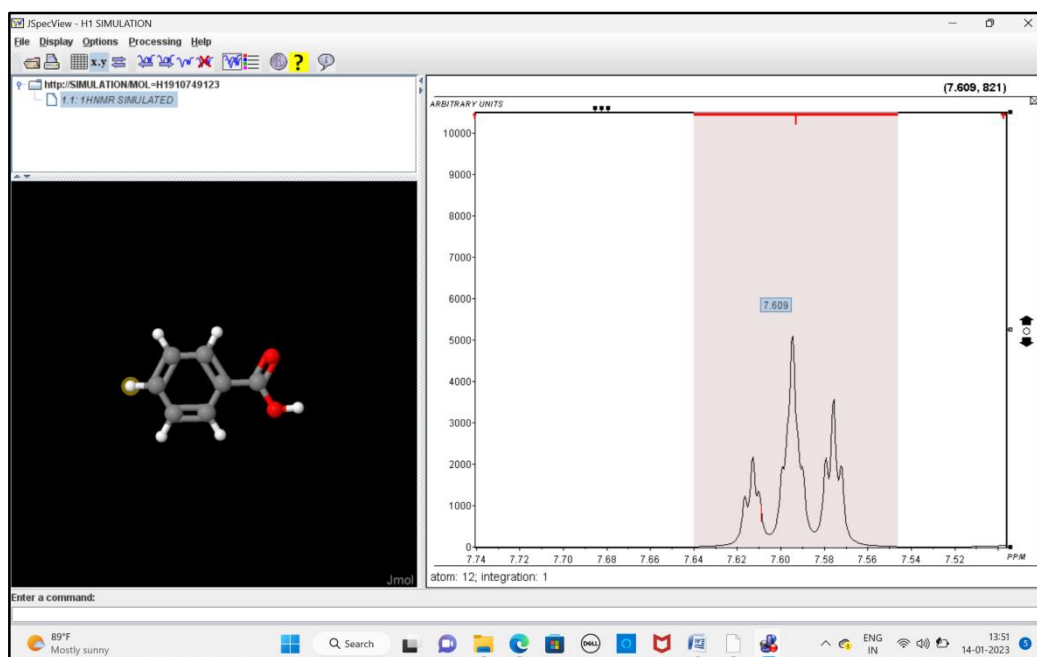 JSpecView - H1 SIMULATION
File Display Options Processing Help
x.y
?
http://SIMULATION/MOL=H1910749123
1.1: 1HNMR SIMULATED
(7.609, 821)
ARBITRARY UNITS
10000
9000
8000
7000
6000
5000
4000
3000
2000
1000
0
7.609
7.74 7.72 7.70 7.68 7.66 7.64 7.62 7.60 7.58 7.56 7.54 7.52 PPM
Jmol
atom: 12; integration: 1
Enter a command:
89°F
Mostly sunny
Search
DELL
ENG
IN
13:51
14-01-2023
5